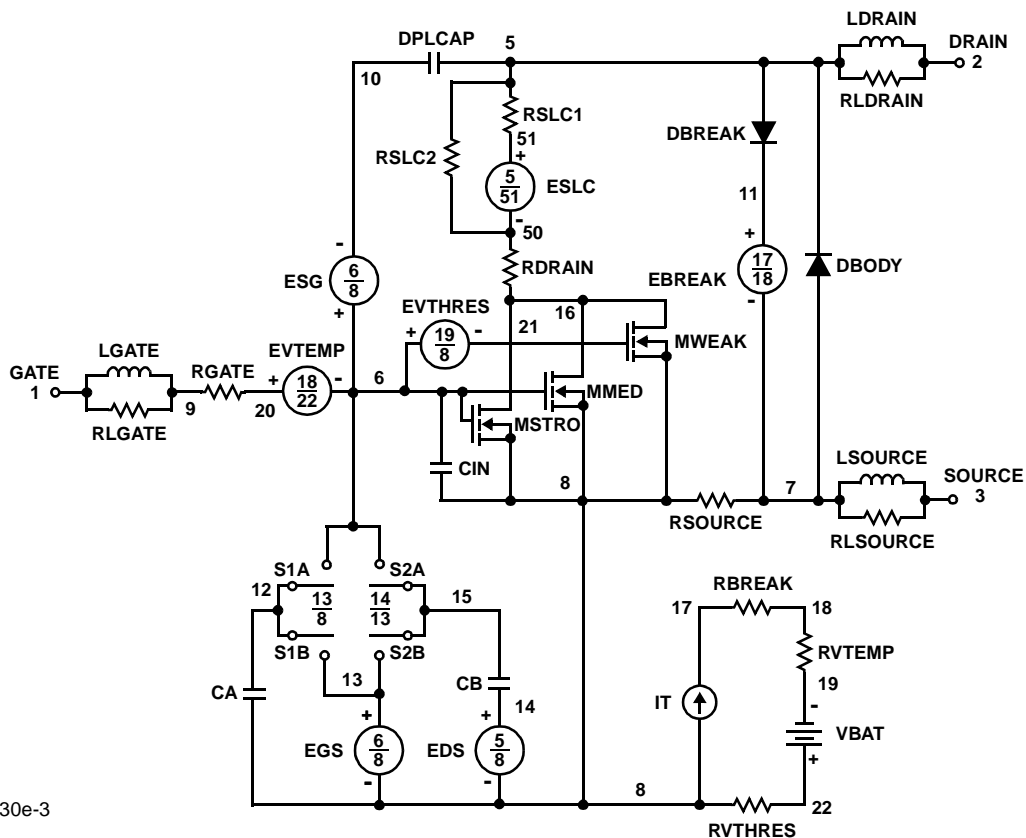 LDRAIN
DPLCAP
5
DRAIN
2
10
RLDRAIN
RSLC1
DBREAK
51
RSLC2
+
5
51
ESLC
11
-
50
-
+
17
18
EBREAK
DBODY
RDRAIN
6
8
ESG
EVTHRES
16
-
+
+
19
8
-
21
MWEAK
LGATE
EVTEMP
GATE
1
RGATE
+
18
22
-
6
MMED
9
20
MSTRO
RLGATE
LSOURCE
CIN
8
7
SOURCE
3
RSOURCE
RLSOURCE
S1A
S2A
12
13
8
14
13
15
RBREAK
17
18
S1B
S2B
RVTEMP
13
CB
19
CA
14
IT
-
+
+
VBAT
EGS
6
8
EDS
5
8
+
-
-
8
22
30e-3
RVTHRES